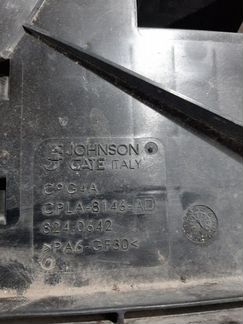 JOHNSON
GATE ITALY
C9G4A
CPLA-8146-AD
824.0642
>PA6-GF30<